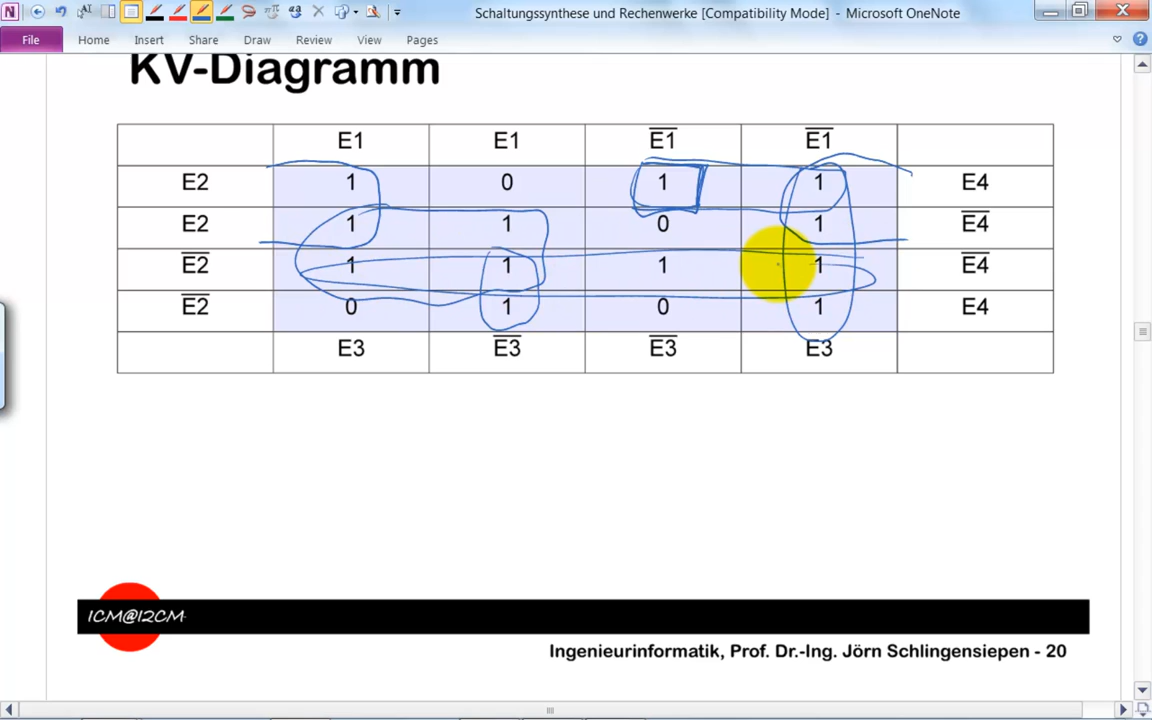 Schaltungssynthese und Rechenwerke [Compatibility Mode] - Microsoft OneNote
File Home Insert Share Draw Review View Pages
KV-Diagramm
E1 E1 E̅1̅ E̅1̅
E2 1 0 1 1 E4
E2 1 1 0 1 E̅4̅
E̅2̅ 1 1 1 1 E̅4̅
E̅2̅ 0 1 0 1 E4
E3 E̅3̅ E̅3̅ E3
ICM@I2CM
Ingenieurinformatik, Prof. Dr.-Ing. Jörn Schlingensiepen - 20